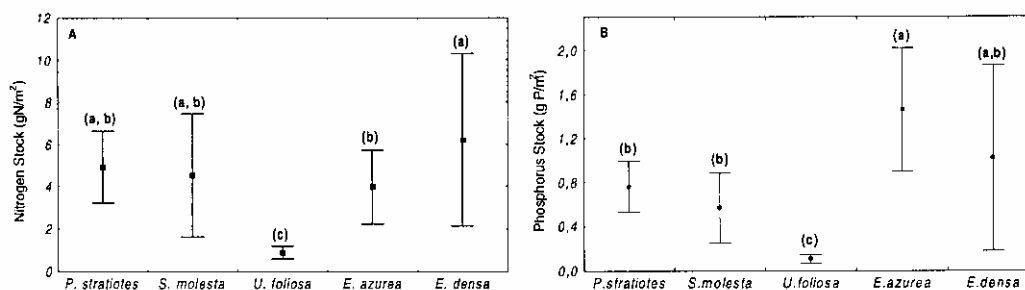 A
Nitrogen Stock (gN/m²)
12
10
8
6
4
2
0
(a, b)
(a, b)
(c)
(b)
(a)
P. stratiotes
S. molesta
U. foliosa
E. azurea
E. densa
B
Phosphorus Stock (g P/m²)
2,0
1,6
1,2
0,8
0,4
0,0
(b)
(b)
(c)
(a)
(a,b)
P.stratiotes
S.molesta
U.foliosa
E.azurea
E.densa